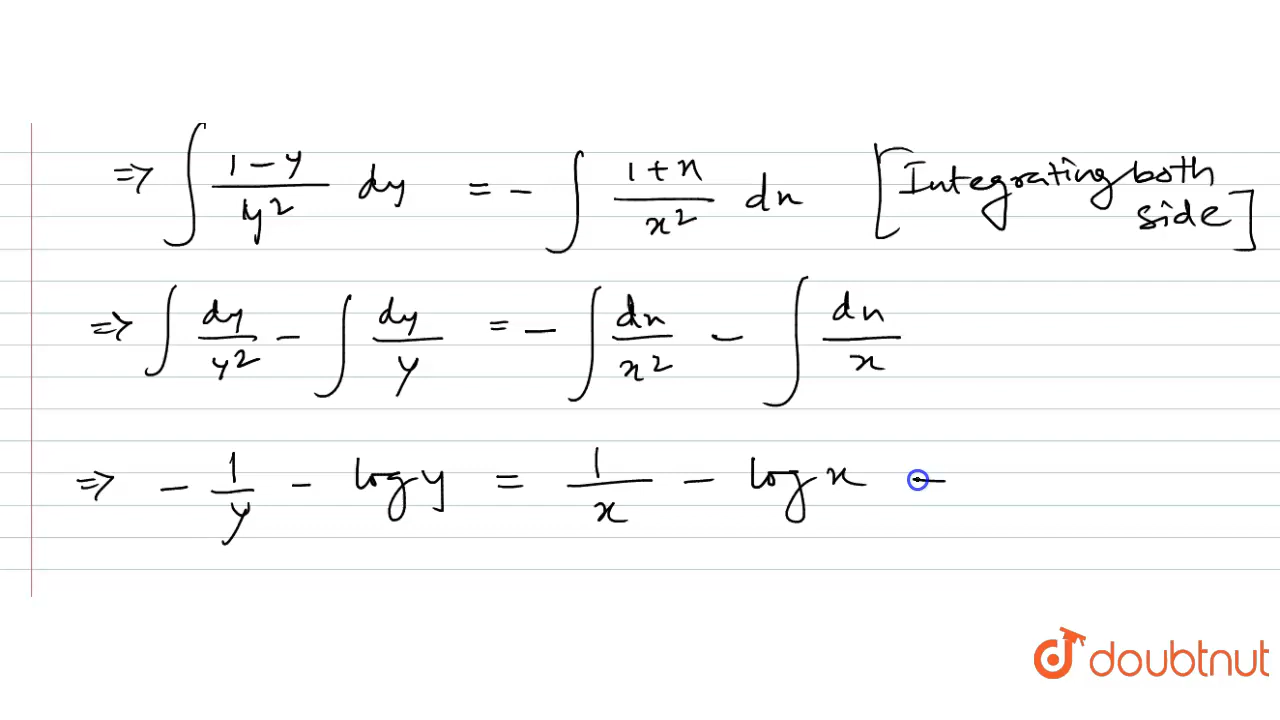 => ∫ (1-y)/y² dy = - ∫ (1+x)/x² dx [Integrating both
side]
=> ∫ dy/y² - ∫ dy/y = - ∫ dx/x² - ∫ dx/x
=> - 1/y - log y = 1/x - log x -
doubtnut